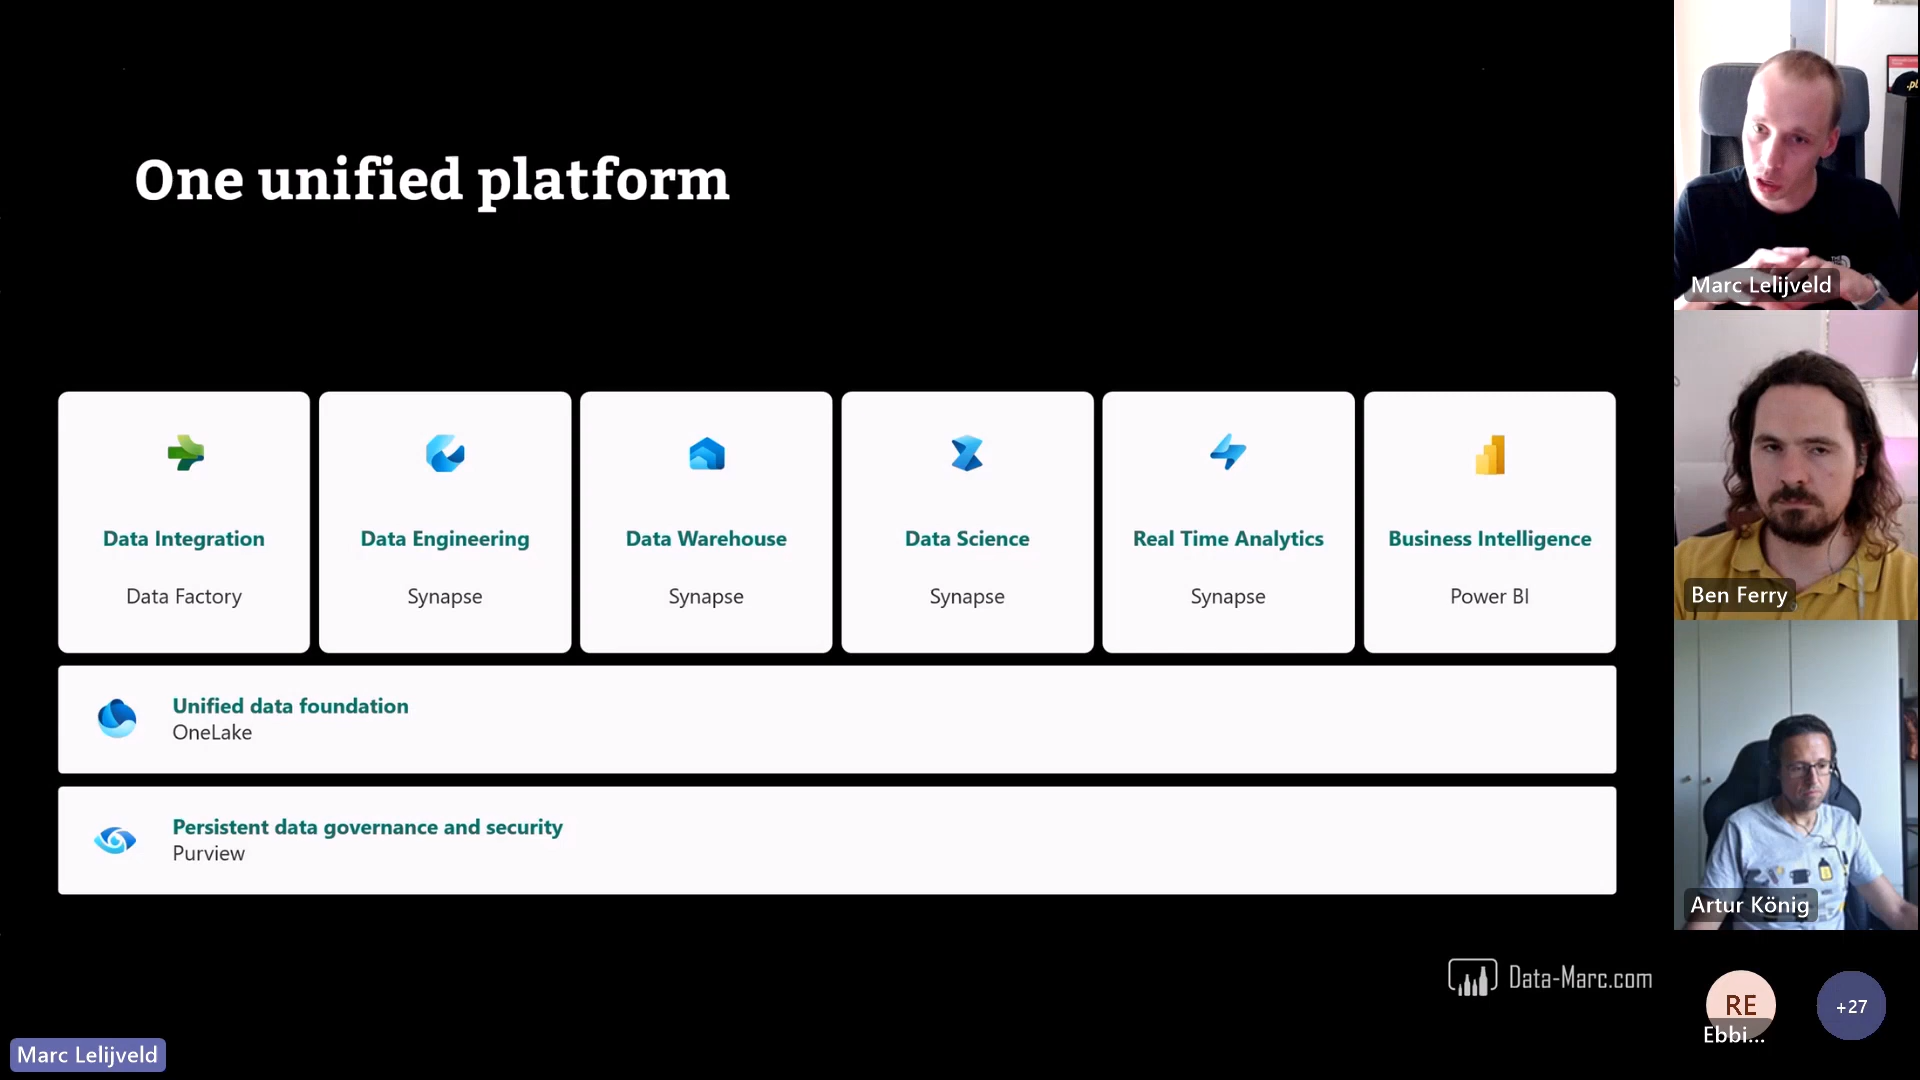 One unified platform
Data Integration
Data Factory
Data Engineering
Synapse
Data Warehouse
Synapse
Data Science
Synapse
Real Time Analytics
Synapse
Business Intelligence
Power BI
Unified data foundation
OneLake
Persistent data governance and security
Purview
Data-Marc.com
Marc Lelijveld
Marc Lelijveld
Ben Ferry
Artur König
RE
Ebbi...
+27